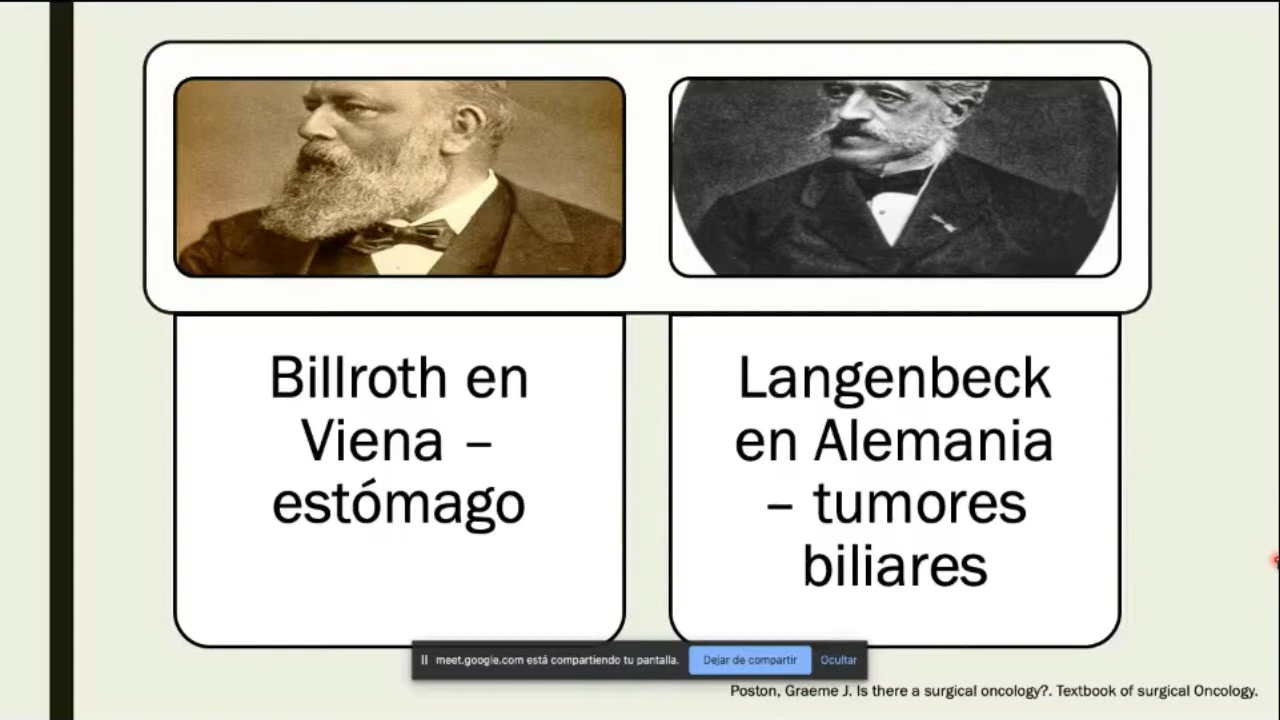 Billroth en
Viena –
estómago
Langenbeck
en Alemania
– tumores
biliares
meet.google.com está compartiendo tu pantalla. Dejar de compartir Ocultar
Poston, Graeme J. Is there a surgical oncology?. Textbook of surgical Oncology.